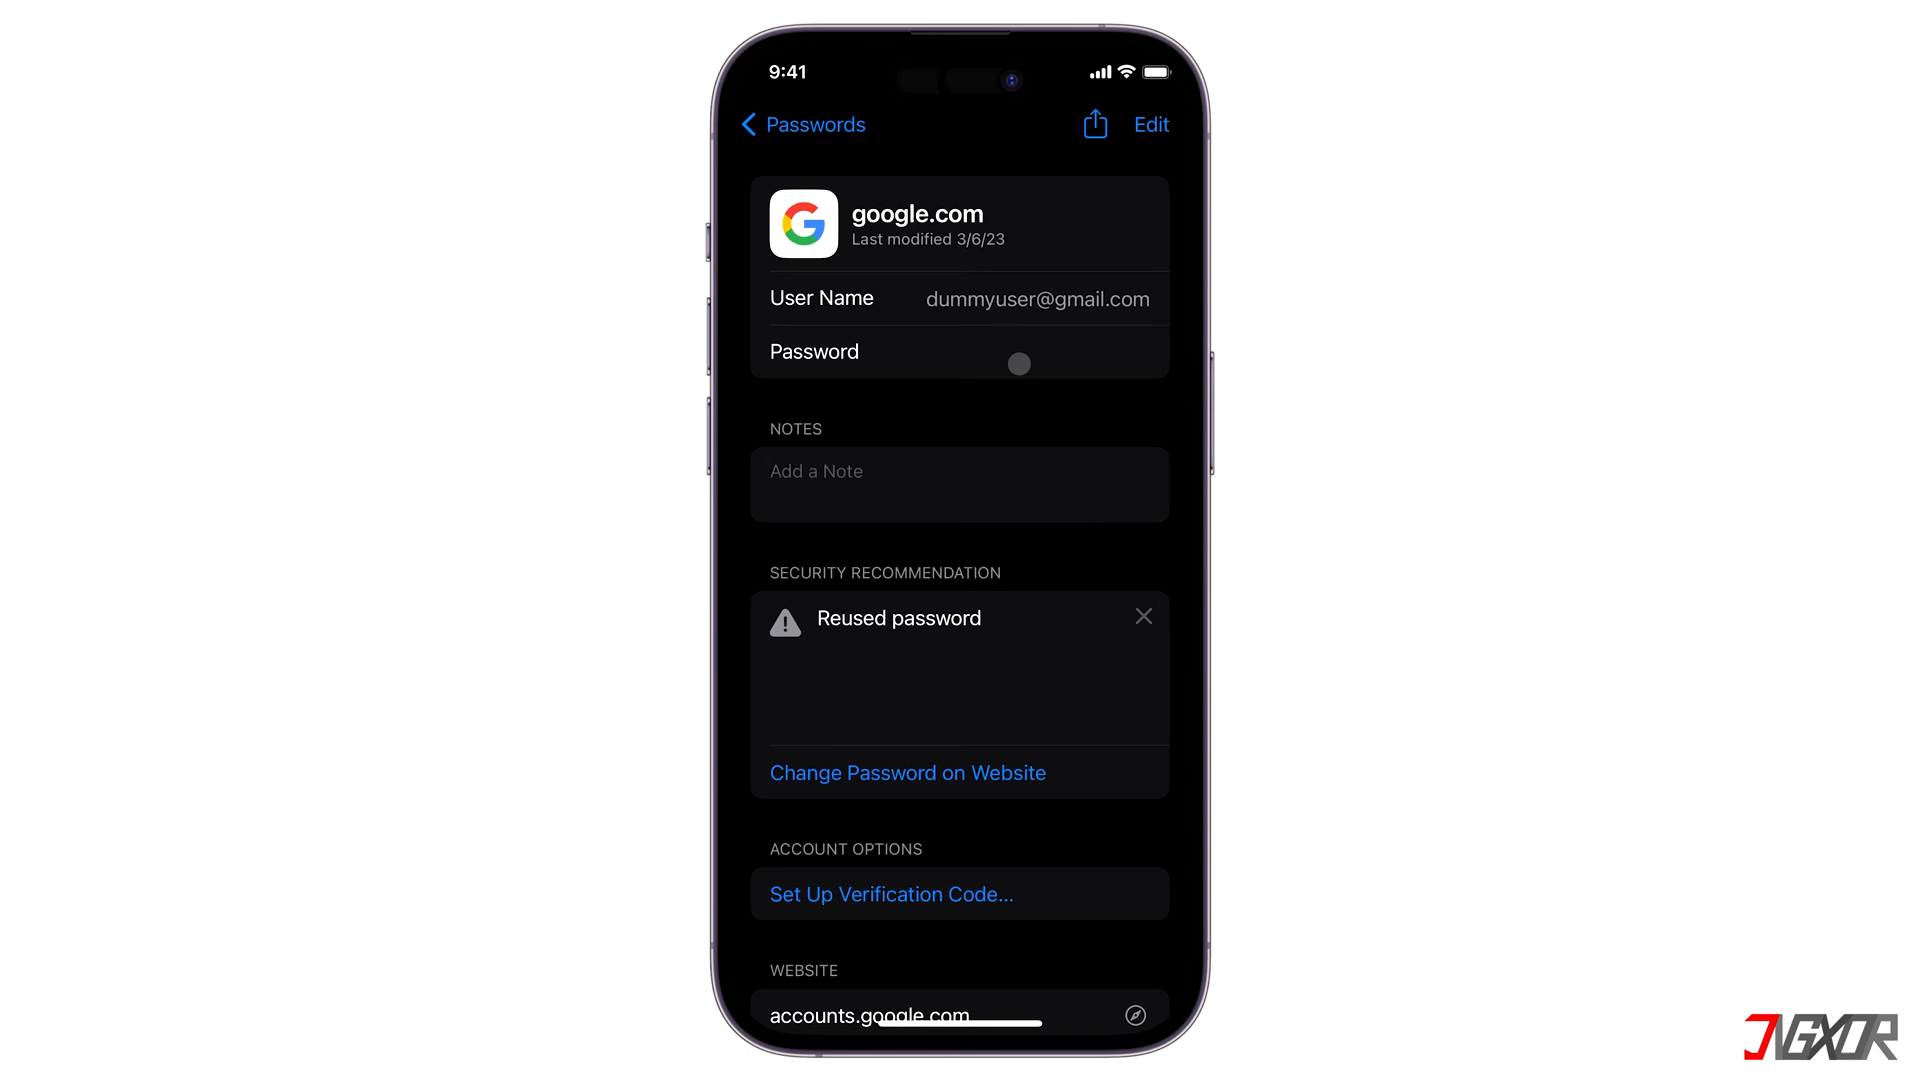 9:41
Passwords
Edit
google.com
Last modified 3/6/23
User Name
dummyuser@gmail.com
Password
NOTES
Add a Note
SECURITY RECOMMENDATION
Reused password
Change Password on Website
ACCOUNT OPTIONS
Set Up Verification Code...
WEBSITE
accounts.google.com
JVGXOR